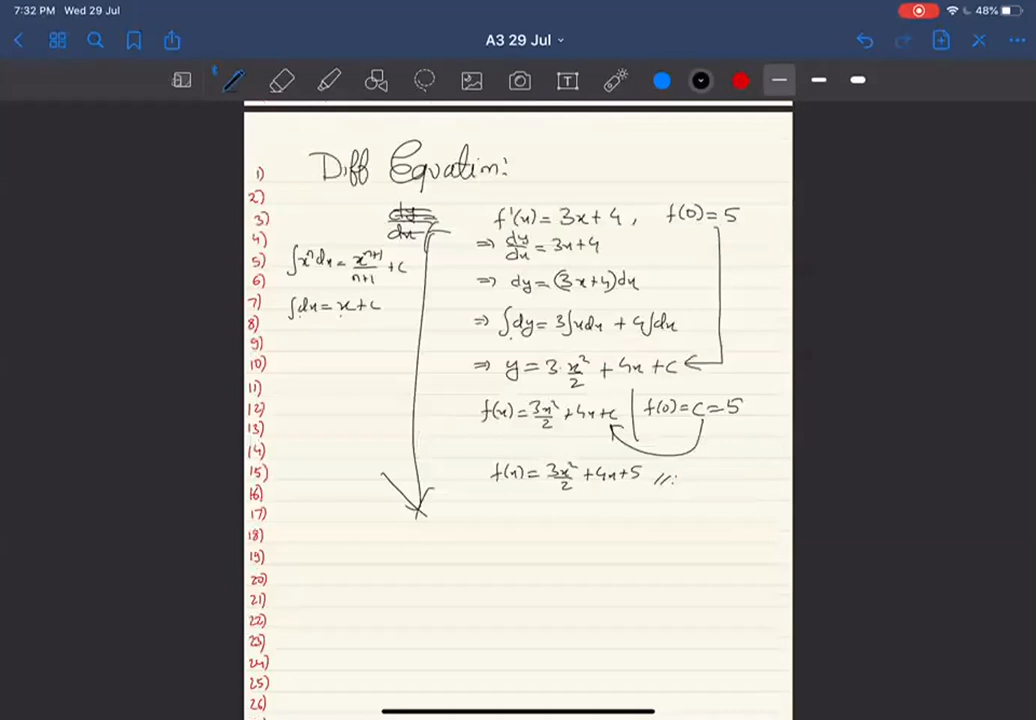 7:32 PM Wed 29 Jul
48%
A3 29 Jul
T
Diff Equation:
1)
2)
3)
4)
5)
6)
7)
8)
9)
10)
11)
12)
13)
14)
15)
16)
17)
18)
19)
20)
21)
22)
23)
24)
25)
26)
dy/dx
∫xⁿdx = xⁿ⁺¹/n+1 + c
∫dx = x + c
f'(x) = 3x + 4, f(0) = 5
⇒ dy/dx = 3x + 4
⇒ dy = (3x + 4)dx
⇒ ∫dy = 3∫xdx + 4∫dx
⇒ y = 3·x²/2 + 4x + c
f(x) = 3x²/2 + 4x + c | f(0) = c = 5
f(x) = 3x²/2 + 4x + 5 //: